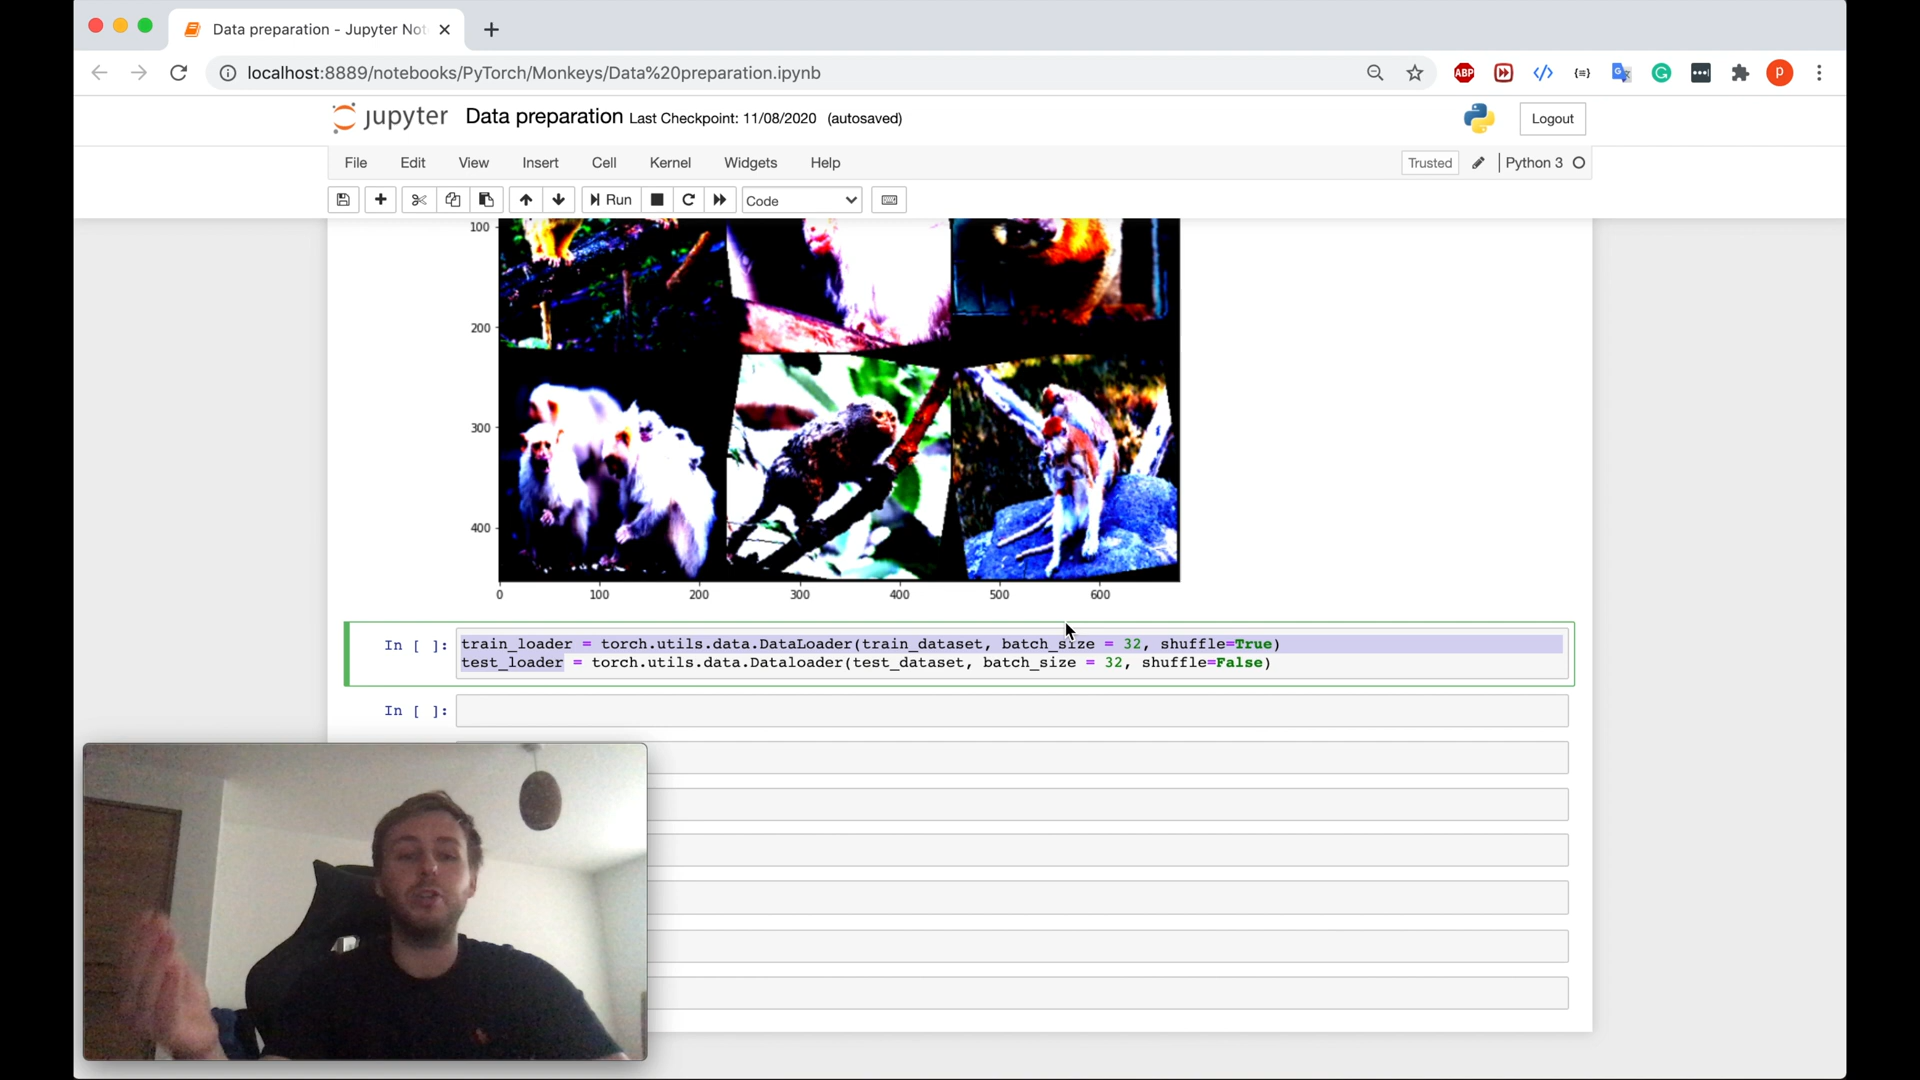 Data preparation - Jupyter Not
localhost:8889/notebooks/PyTorch/Monkeys/Data%20preparation.ipynb
ABP
P
jupyter Data preparation Last Checkpoint: 11/08/2020 (autosaved)
Logout
File Edit View Insert Cell Kernel Widgets Help
Trusted
Python 3
Run
Code
100
200
300
400
0 100 200 300 400 500 600
In [ ]:
train_loader = torch.utils.data.DataLoader(train_dataset, batch_size = 32, shuffle=True)
test_loader = torch.utils.data.Dataloader(test_dataset, batch_size = 32, shuffle=False)
In [ ]: